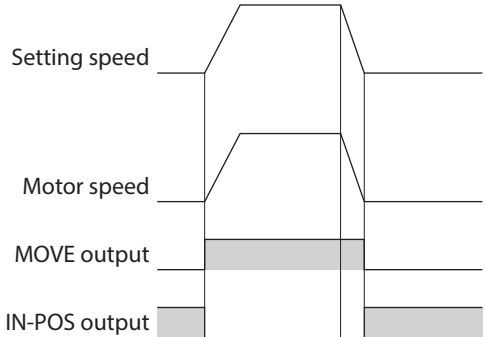 Setting speed
Motor speed
MOVE output
IN-POS output